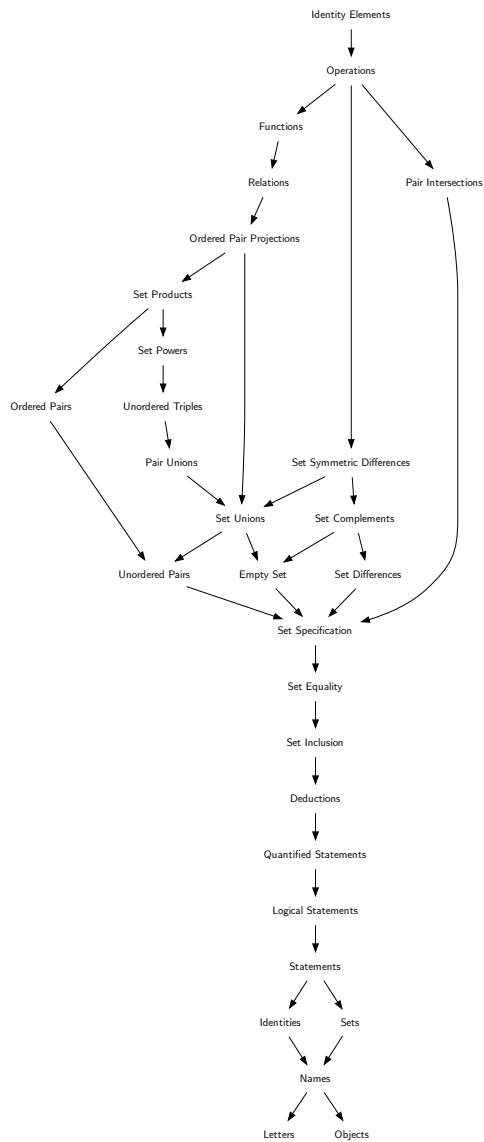 Identity Elements
Operations
Functions
Relations
Pair Intersections
Ordered Pair Projections
Set Products
Set Powers
Ordered Pairs
Unordered Triples
Pair Unions
Set Symmetric Differences
Set Unions
Set Complements
Unordered Pairs
Empty Set
Set Differences
Set Specification
Set Equality
Set Inclusion
Deductions
Quantified Statements
Logical Statements
Statements
Identities
Sets
Names
Letters
Objects